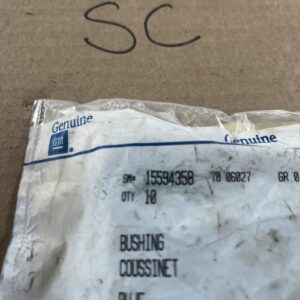 SC
Genuine
GM
®
Genuine
GM# 15594358 78 06027 GR.0
QTY 10
BUSHING
COUSSINET